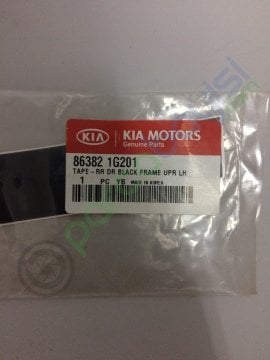 KIA KIA MOTORS
Genuine Parts
86382 1G201
TAPE-RR DR BLACK FRAME UPR LH
1 PC YB MADE IN KOREA